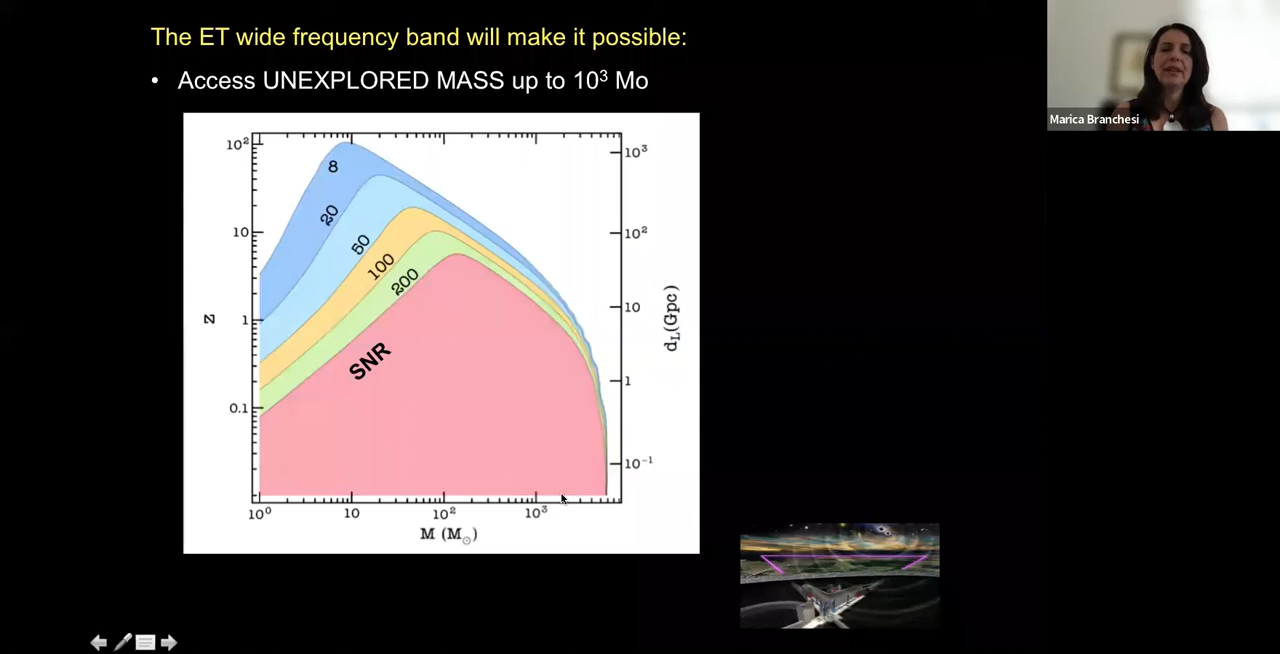 The ET wide frequency band will make it possible:
• Access UNEXPLORED MASS up to 10³ Mo
Marica Branchesi
10²
10
1
0.1
z
8
20
50
100
200
SNR
10³
10²
10
1
10⁻¹
d_L(Gpc)
10⁰
10
10²
10³
M (M☉)